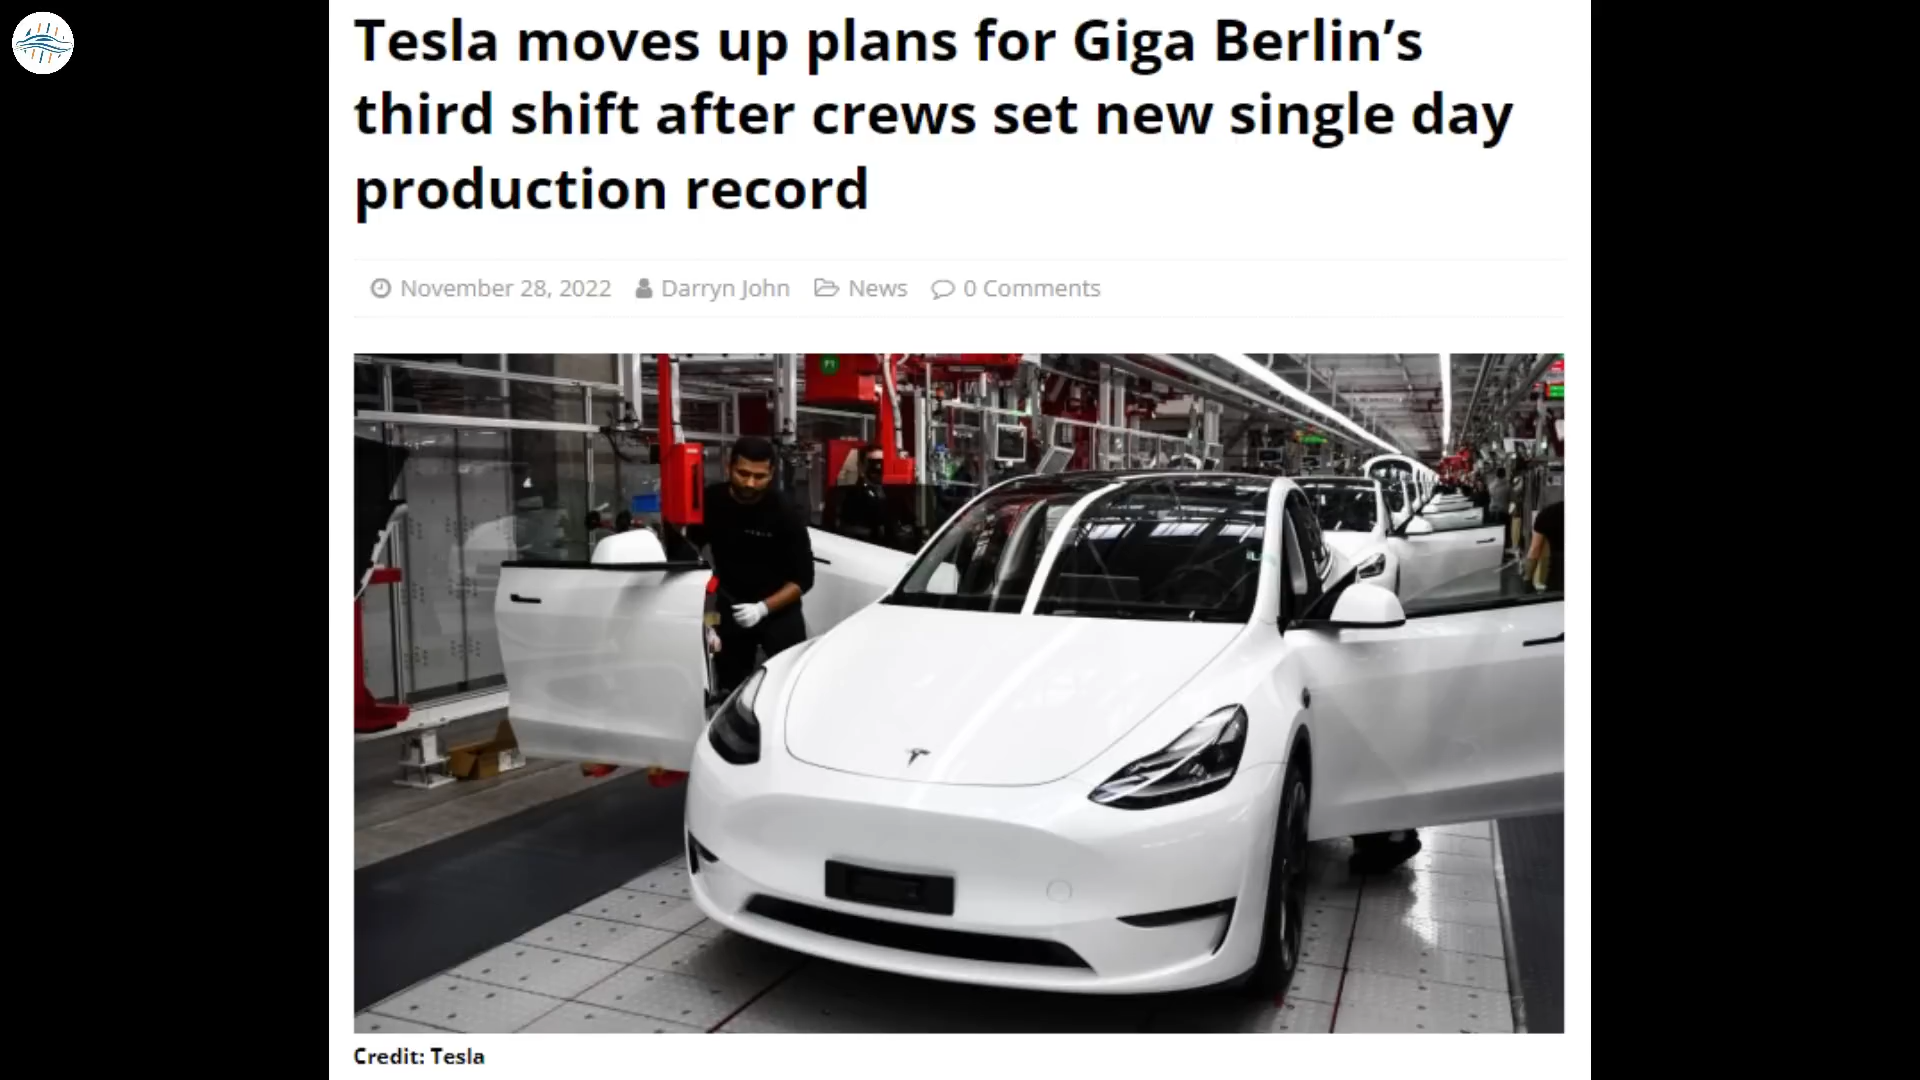 Tesla moves up plans for Giga Berlin’s
third shift after crews set new single day
production record
November 28, 2022 Darryn John News 0 Comments
Credit: Tesla